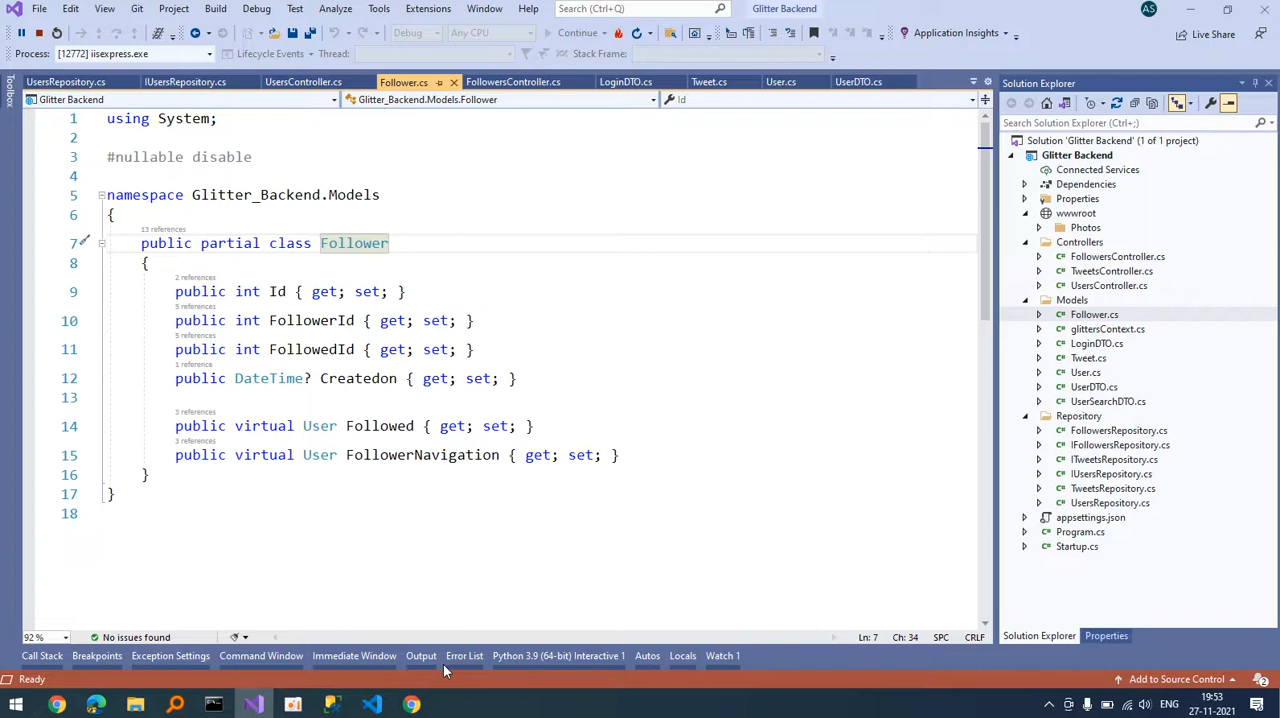 File Edit View Git Project Build Debug Test Analyze Tools Extensions Window Help Search (Ctrl+Q) Glitter Backend AS
Debug Any CPU Continue Application Insights Live Share
Process: [12772] iisexpress.exe Lifecycle Events Thread: Stack Frame:
Toolbox
UsersRepository.cs IUsersRepository.cs UsersController.cs Follower.cs FollowersController.cs LoginDTO.cs Tweet.cs User.cs UserDTO.cs
Glitter Backend Glitter_Backend.Models.Follower Id
1 using System;
2
3 #nullable disable
4
5 namespace Glitter_Backend.Models
6 {
13 references
7 public partial class Follower
8 {
2 references
9 public int Id { get; set; }
5 references
10 public int FollowerId { get; set; }
5 references
11 public int FollowedId { get; set; }
1 reference
12 public DateTime? Createdon { get; set; }
13
3 references
14 public virtual User Followed { get; set; }
3 references
15 public virtual User FollowerNavigation { get; set; }
16 }
17 }
18
92 % No issues found Ln: 7 Ch: 34 SPC CRLF
Solution Explorer
Search Solution Explorer (Ctrl+;)
Solution 'Glitter Backend' (1 of 1 project)
Glitter Backend
Connected Services
Dependencies
Properties
wwwroot
Photos
Controllers
FollowersController.cs
TweetsController.cs
UsersController.cs
Models
Follower.cs
glittersContext.cs
LoginDTO.cs
Tweet.cs
User.cs
UserDTO.cs
UserSearchDTO.cs
Repository
FollowersRepository.cs
IFollowersRepository.cs
ITweetsRepository.cs
IUsersRepository.cs
TweetsRepository.cs
UsersRepository.cs
appsettings.json
Program.cs
Startup.cs
Solution Explorer Properties
Call Stack Breakpoints Exception Settings Command Window Immediate Window Output Error List Python 3.9 (64-bit) Interactive 1 Autos Locals Watch 1
Ready Add to Source Control 2
ENG 19:53
27-11-2021